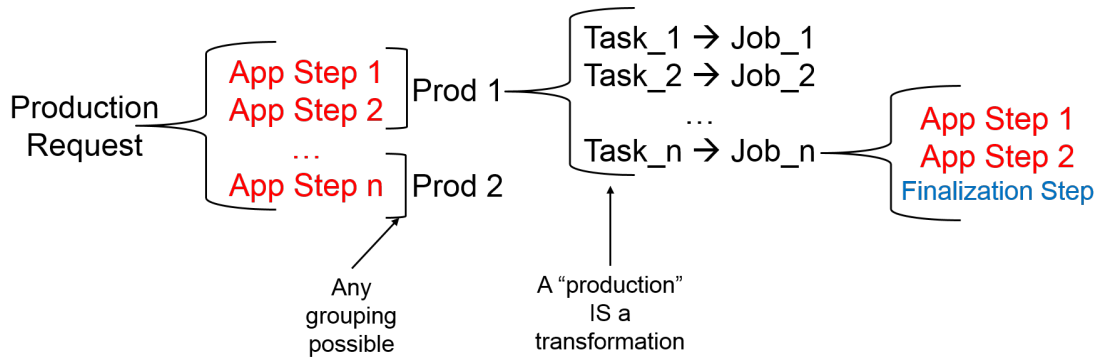 Production
Request
App Step 1
App Step 2
...
App Step n
Prod 1
Prod 2
Any
grouping
possible
Task_1 → Job_1
Task_2 → Job_2
...
Task_n → Job_n
A “production”
IS a
transformation
App Step 1
App Step 2
Finalization Step